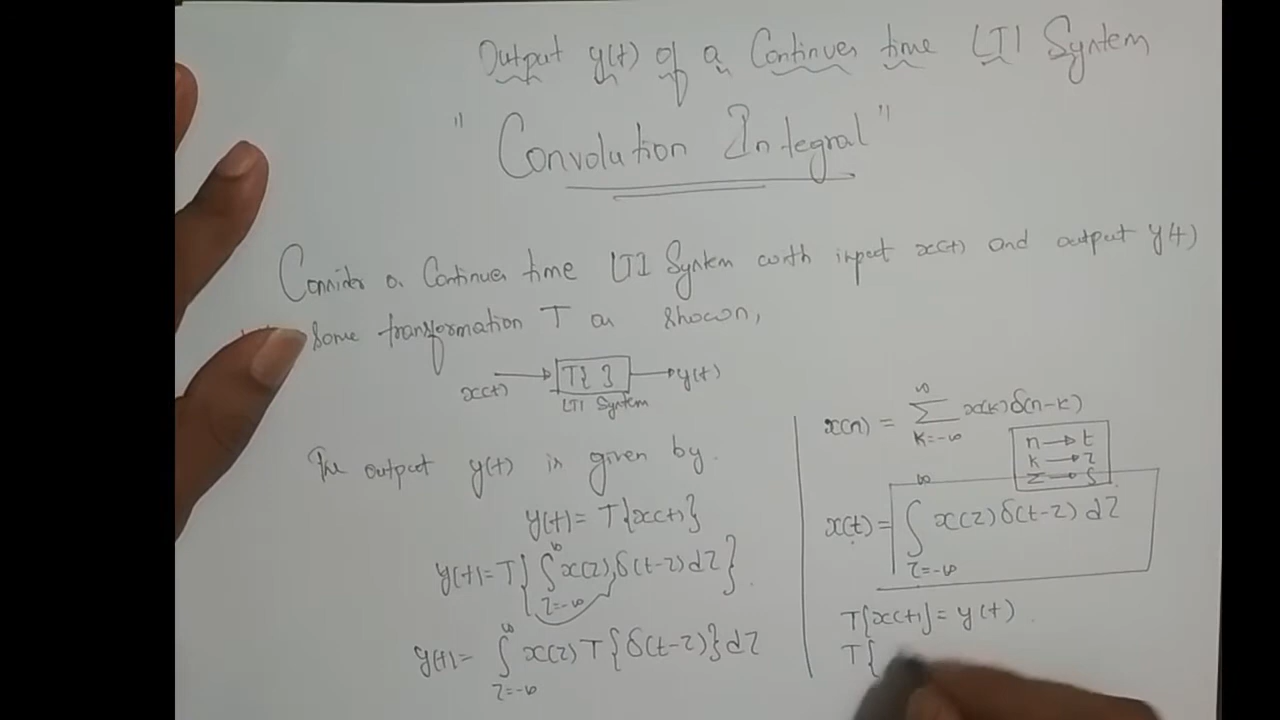 Output y(t) of a Continues time LTI System
"Convolution Integral"
Consider a Continues time LTI System with input x(t) and output y(t)
Some transformation T as shown,
x(t) → T{ } → y(t)
LTI System
The output y(t) is given by.
y(t) = T{x(t)}
y(t) = T{∫_{τ=-∞}^{∞} x(τ) δ(t-τ) dτ}.
y(t) = ∫_{τ=-∞}^{∞} x(τ) T{δ(t-τ)} dτ
x(n) = ∑_{k=-∞}^{∞} x(k) δ(n-k)
n → t
k → τ
∑ → ∫
x(t) = ∫_{τ=-∞}^{∞} x(τ) δ(t-τ) dτ
T{x(t)} = y(t).
T{